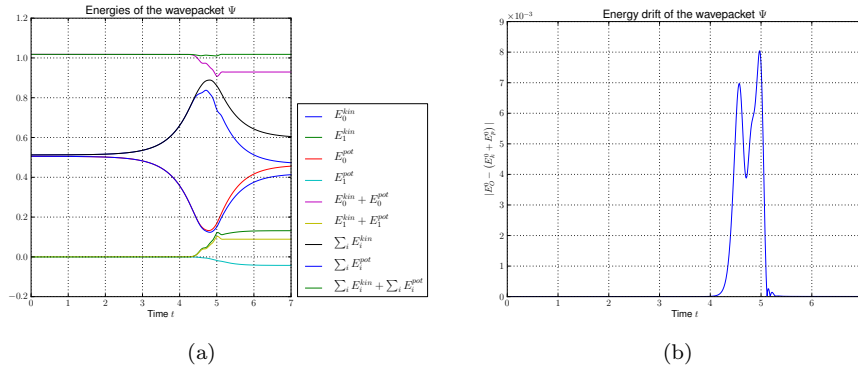 Energies of the wavepacket Ψ
1.2
1.0
0.8
0.6
0.4
0.2
0.0
−0.2
0 1 2 3 4 5 6 7
Time t
E_0^{kin}
E_1^{kin}
E_0^{pot}
E_1^{pot}
E_0^{kin} + E_0^{pot}
E_1^{kin} + E_1^{pot}
∑_i E_i^{kin}
∑_i E_i^{pot}
∑_i E_i^{kin} + ∑_i E_i^{pot}
(a)
Energy drift of the wavepacket Ψ
×10^{−3}
9
8
7
6
5
4
3
2
1
0
0 1 2 3 4 5 6
Time t
(b)